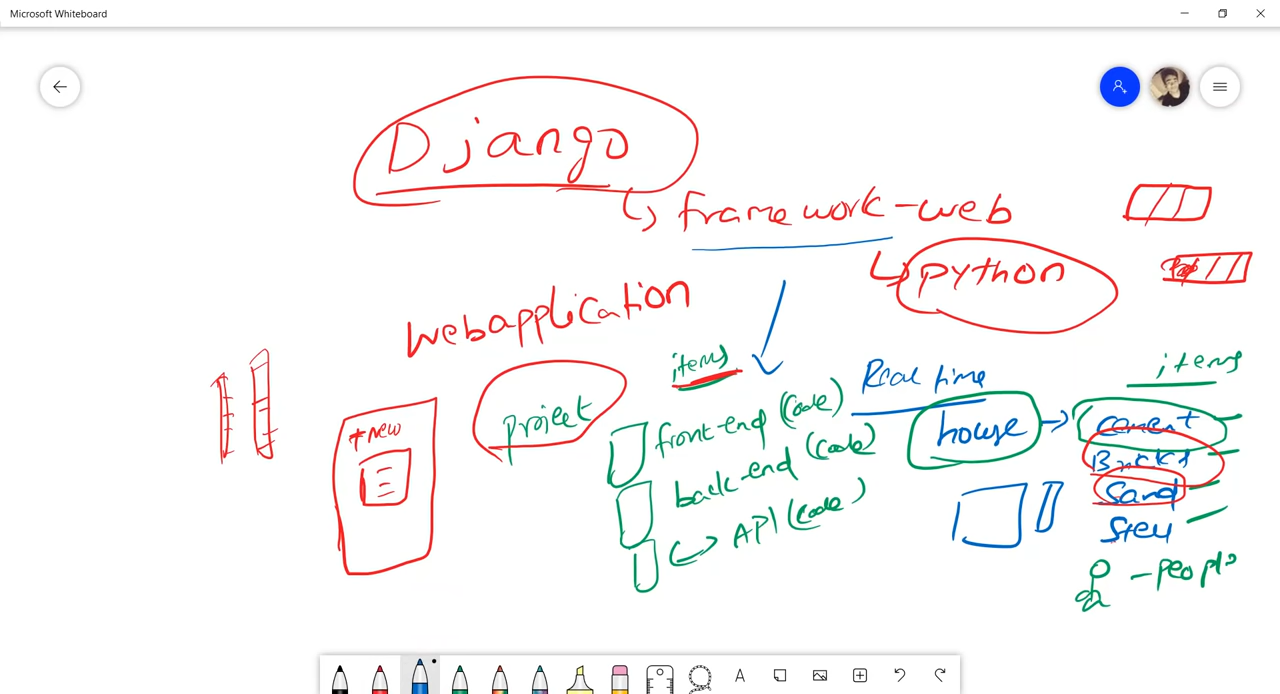 Microsoft Whiteboard
Django
framework-web
python
webapplication
items
Real time
items
project
front-end (code)
house
cement
+new
Bricks
back-end (code)
Sand
API (code)
Steel
-people
A